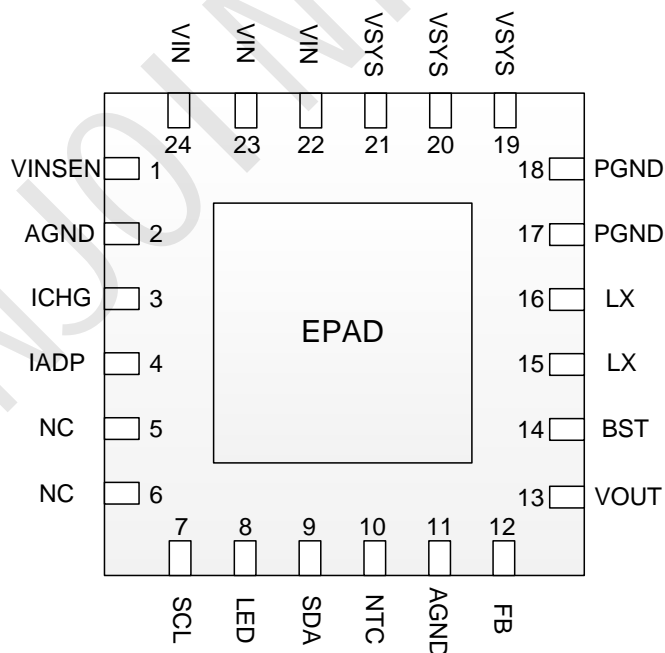 VIN VIN VIN VSYS VSYS VSYS
24 23 22 21 20 19
VINSEN 1 18 PGND
AGND 2 17 PGND
ICHG 3 16 LX
EPAD
IADP 4 15 LX
NC 5 14 BST
NC 6 13 VOUT
7 8 9 10 11 12
SCL LED SDA NTC AGND FB